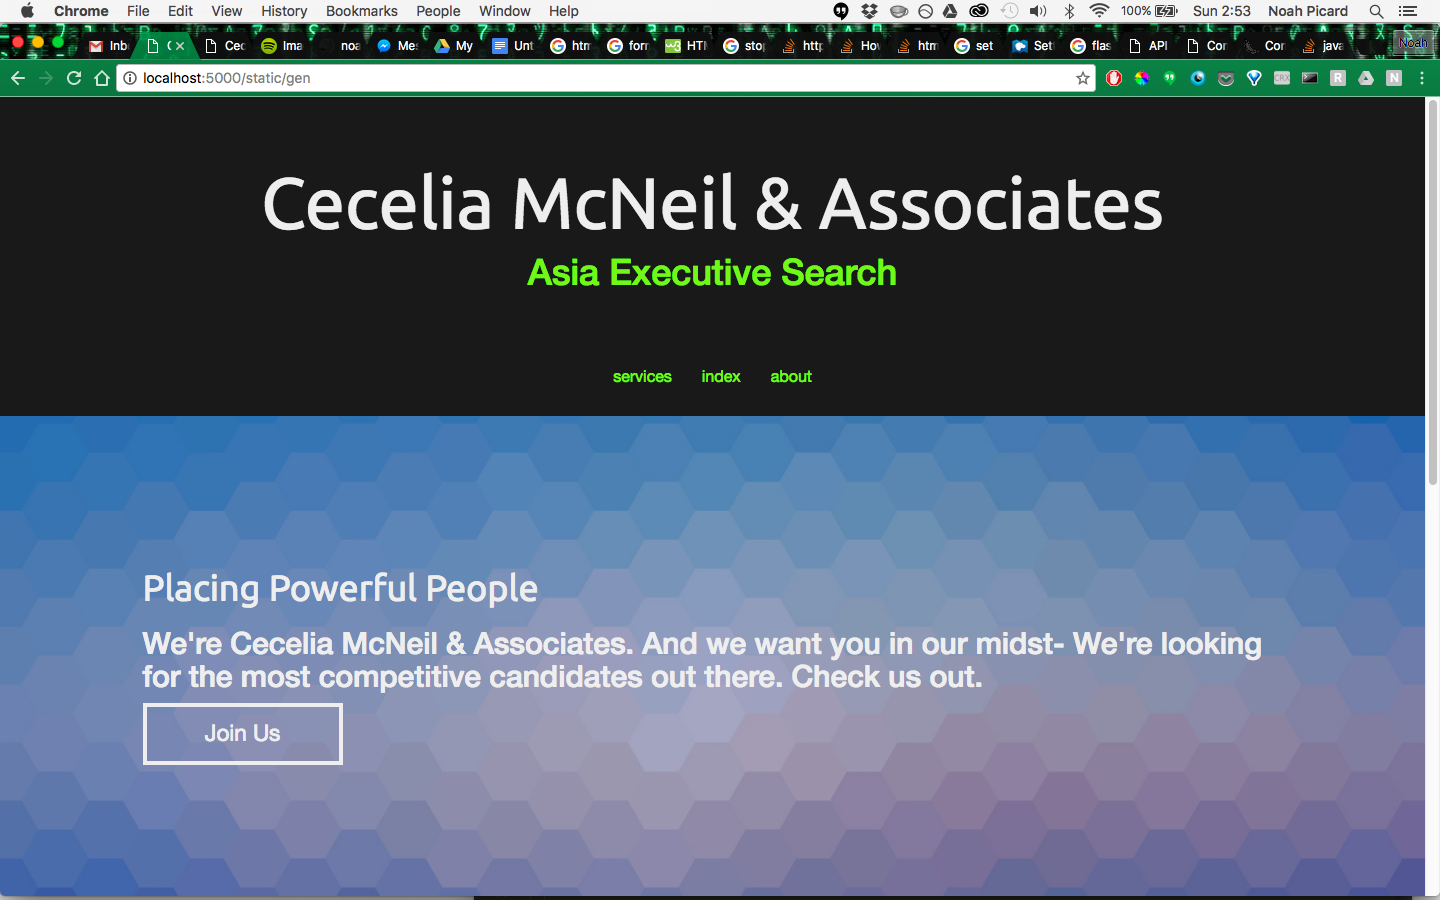 Chrome File Edit View History Bookmarks People Window Help 100% Sun 2:53 Noah Picard
Inb Cec Ima noa Me: My Unt htm forr HTI stop http Hov htm set Set flas API Cor Cor java Noah
localhost:5000/static/gen
Cecelia McNeil & Associates
Asia Executive Search
services index about
Placing Powerful People
We're Cecelia McNeil & Associates. And we want you in our midst- We're looking
for the most competitive candidates out there. Check us out.
Join Us